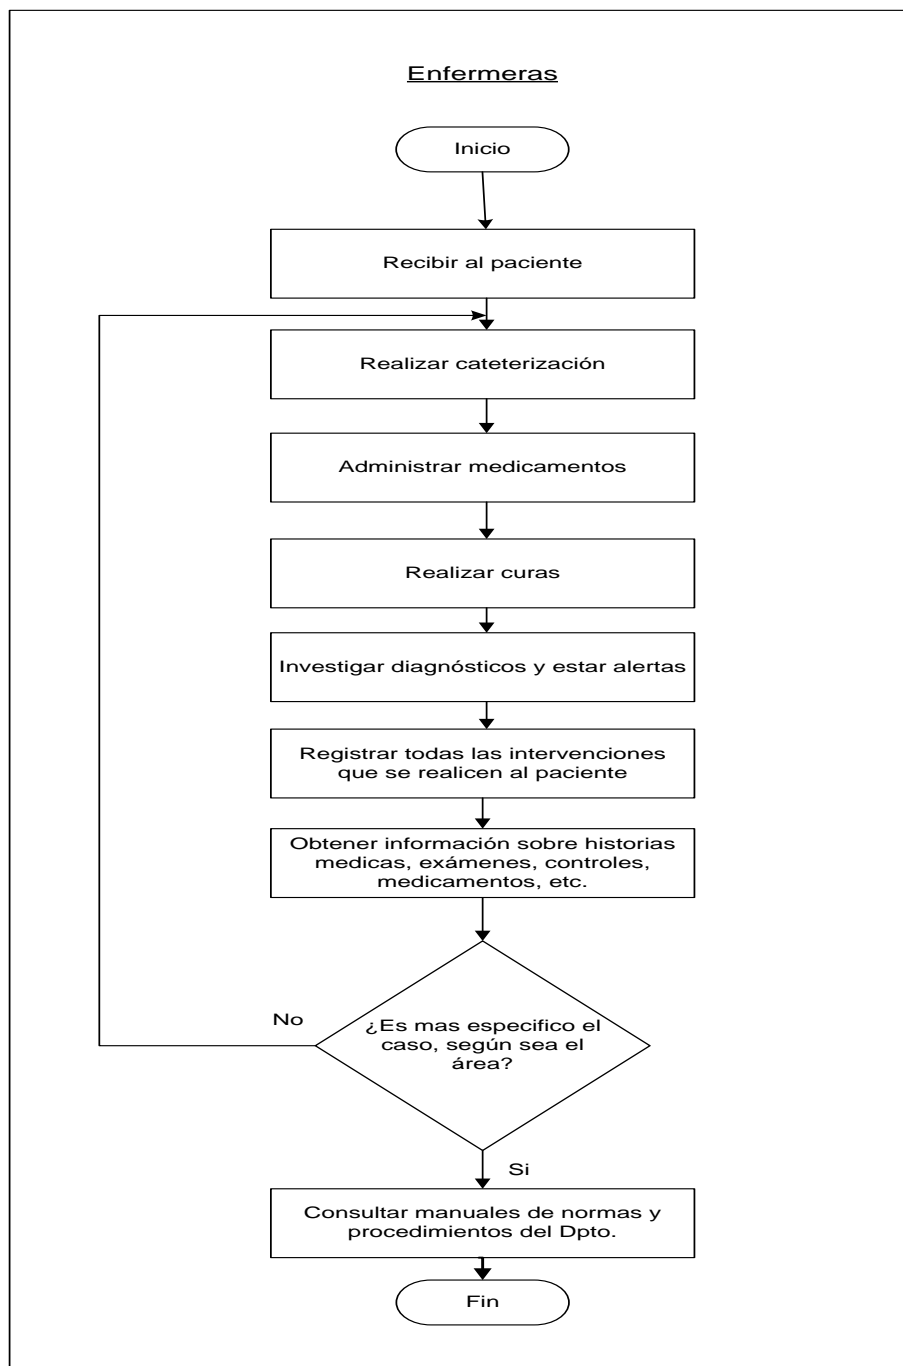 Enfermeras
Inicio
Recibir al paciente
Realizar cateterización
Administrar medicamentos
Realizar curas
Investigar diagnósticos y estar alertas
Registrar todas las intervenciones
que se realicen al paciente
Obtener información sobre historias
medicas, exámenes, controles,
medicamentos, etc.
No
¿Es mas especifico el
caso, según sea el
área?
Si
Consultar manuales de normas y
procedimientos del Dpto.
Fin